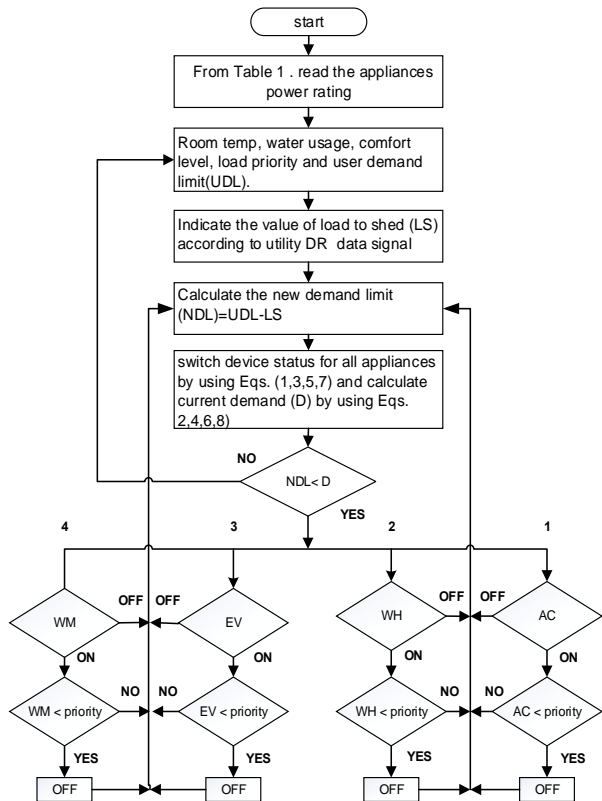 start
From Table 1 . read the appliances
power rating
Room temp, water usage, comfort
level, load priority and user demand
limit(UDL).
Indicate the value of load to shed (LS)
according to utility DR data signal
Calculate the new demand limit
(NDL)=UDL-LS
switch device status for all appliances
by using Eqs. (1,3,5,7) and calculate
current demand (D) by using Eqs.
2,4,6,8)
NO
NDL< D
YES
4
3
2
1
WM
OFF
OFF
EV
WH
OFF
OFF
AC
ON
ON
ON
ON
WM < priority
NO
NO
EV < priority
WH < priority
NO
NO
AC < priority
YES
YES
YES
YES
OFF
OFF
OFF
OFF